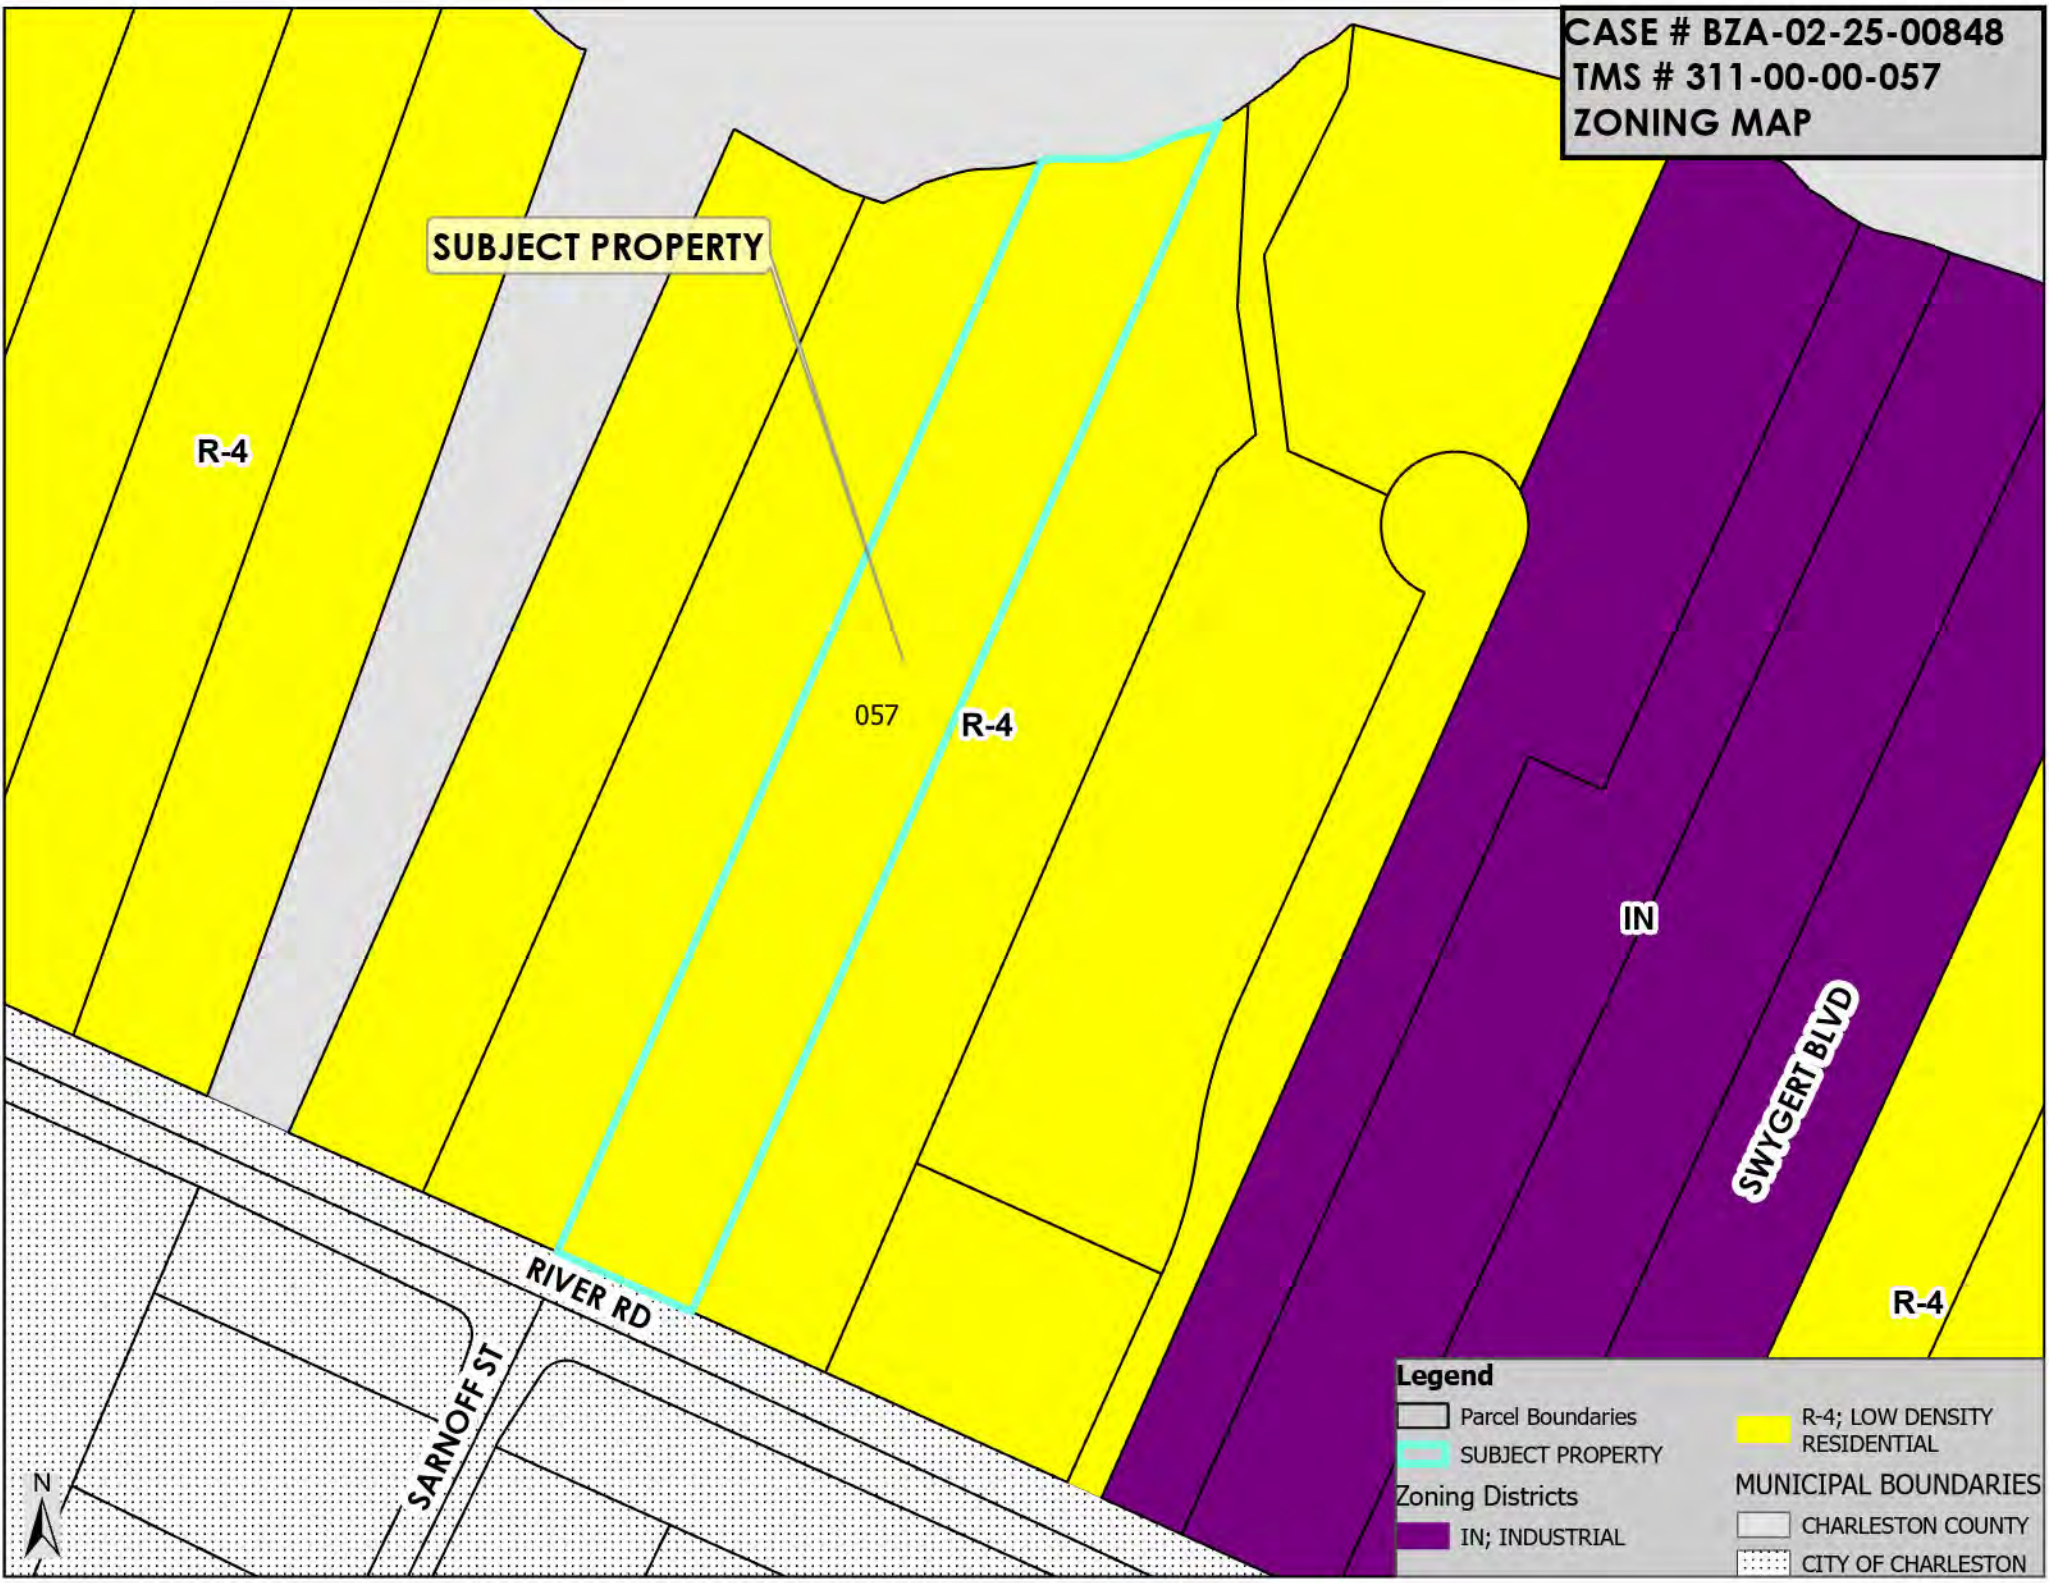 CASE # BZA-02-25-00848
TMS # 311-00-00-057
ZONING MAP
SUBJECT PROPERTY
R-4
057
R-4
IN
SWYGERT BLVD
RIVER RD
R-4
SARNOFF ST
N
Legend
Parcel Boundaries
SUBJECT PROPERTY
Zoning Districts
IN; INDUSTRIAL
R-4; LOW DENSITY
RESIDENTIAL
MUNICIPAL BOUNDARIES
CHARLESTON COUNTY
CITY OF CHARLESTON